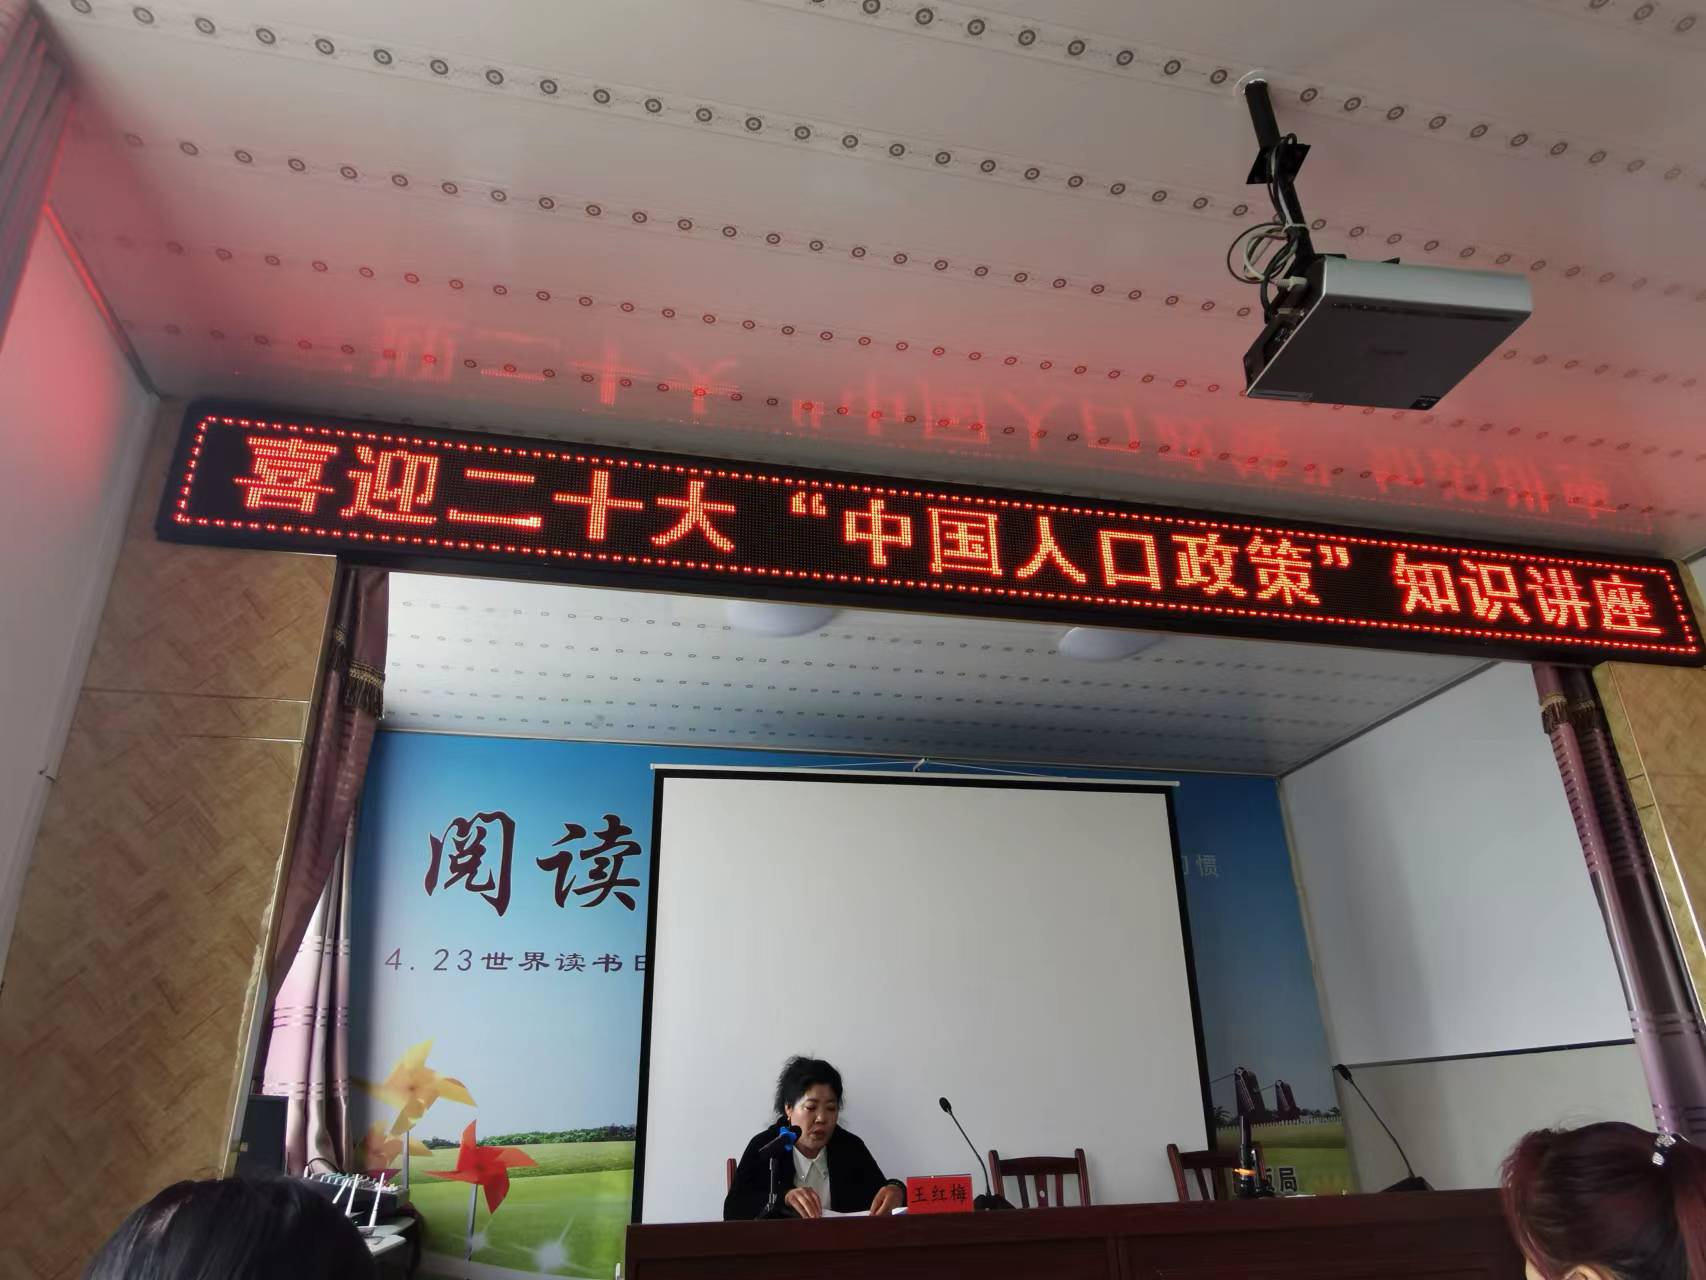 喜迎二十大“中国人口政策”知识讲座
阅读
惯
4.23世界读书日
王红梅
局